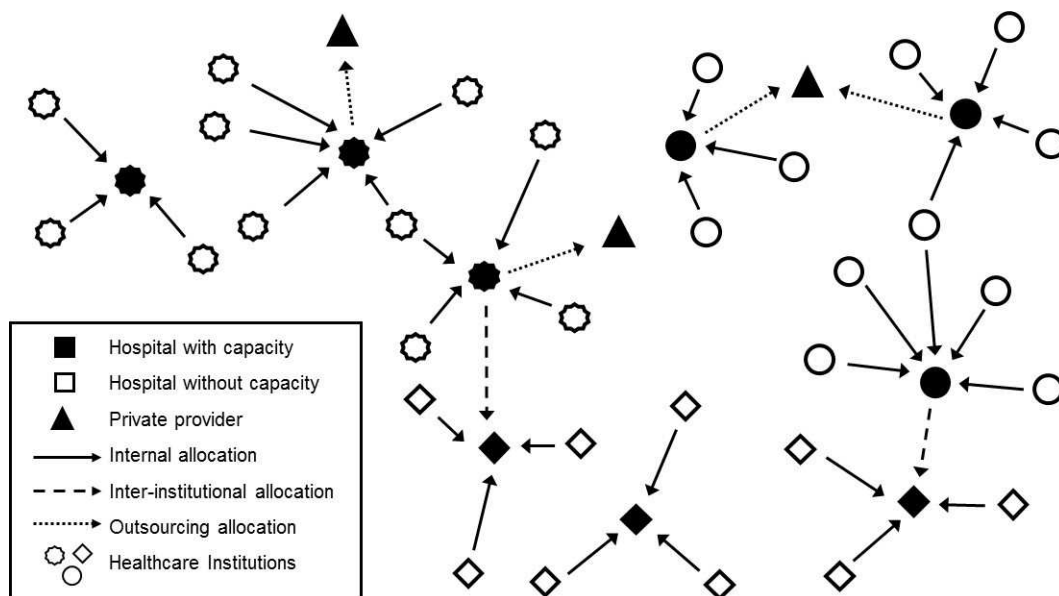 Hospital with capacity
Hospital without capacity
Private provider
Internal allocation
Inter-institutional allocation
Outsourcing allocation
Healthcare Institutions